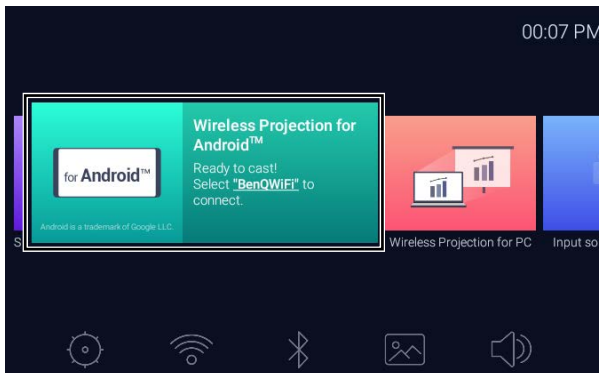 00:07 PM
Wireless Projection for
Android™
for Android™
Ready to cast!
Select "BenQWiFi" to
connect.
Android is a trademark of Google LLC.
S
Wireless Projection for PC
Input so